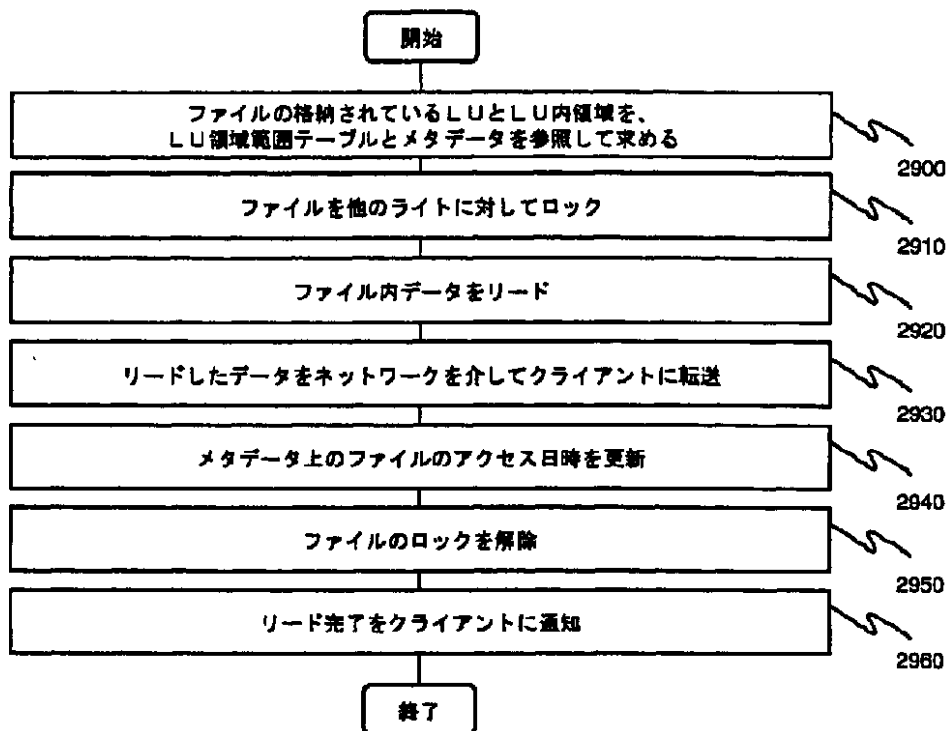 開始
ファイルの格納されているLUとLU内領域を、
LU領域範囲テーブルとメタデータを参照して求める
2900
ファイルを他のライトに対してロック
2910
ファイル内データをリード
2920
リードしたデータをネットワークを介してクライアントに転送
2930
メタデータ上のファイルのアクセス日時を更新
2940
ファイルのロックを解除
2950
リード完了をクライアントに通知
2960
終了